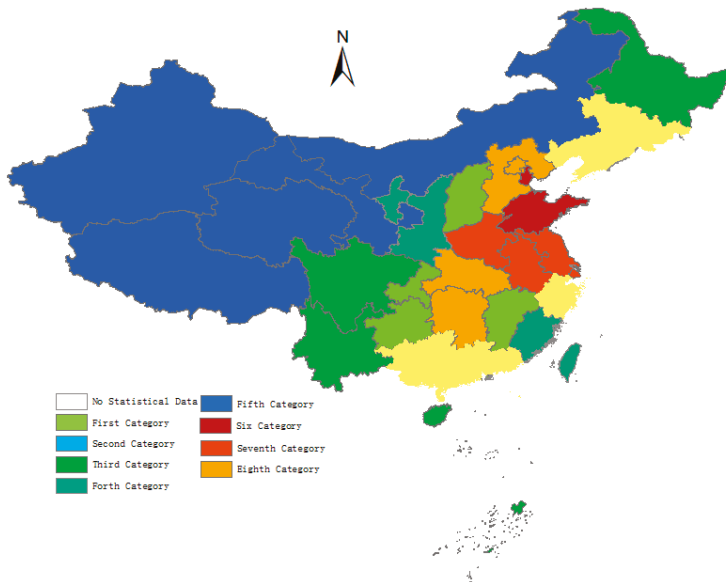 N
No Statistical Data
First Category
Second Category
Third Category
Forth Category
Fifth Category
Six Category
Seventh Category
Eighth Category